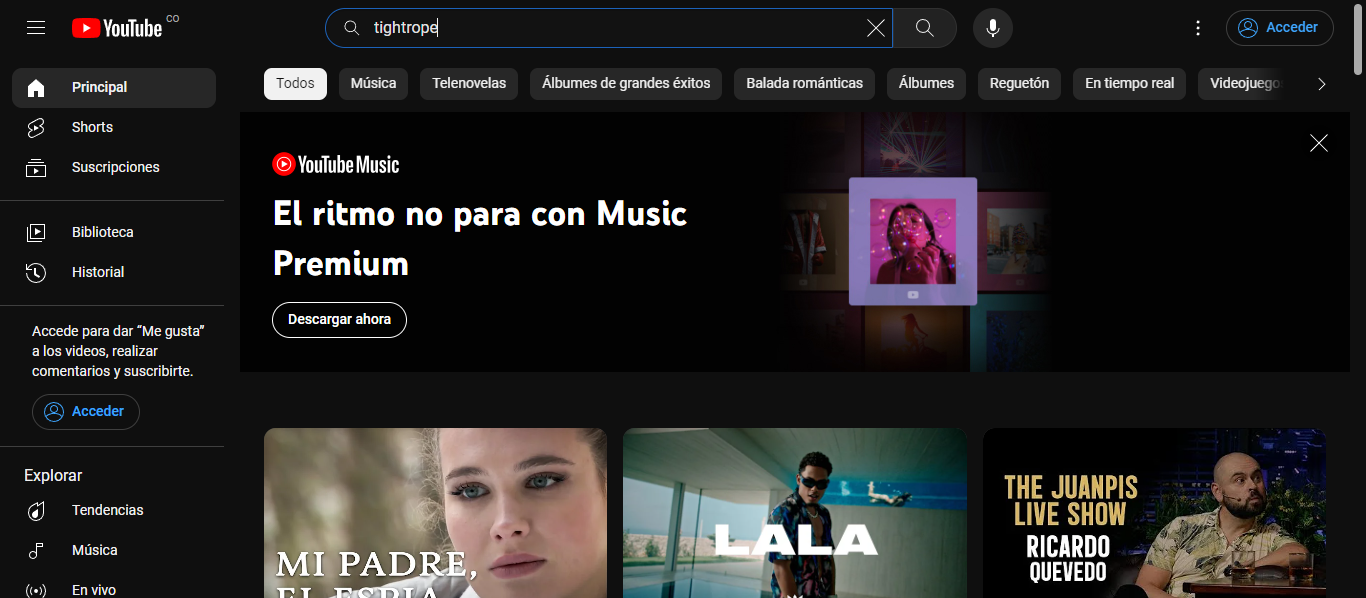 YouTube CO
tightrope
Acceder
Principal
Shorts
Suscripciones
Biblioteca
Historial
Accede para dar “Me gusta”
a los videos, realizar
comentarios y suscribirte.
Acceder
Explorar
Tendencias
Música
En vivo
Todos
Música
Telenovelas
Álbumes de grandes éxitos
Balada románticas
Álbumes
Reguetón
En tiempo real
Videojuego
YouTube Music
El ritmo no para con Music
Premium
Descargar ahora
MI PADRE,
EL ESPIA
LALA
THE JUANPIS
LIVE SHOW
RICARDO
QUEVEDO